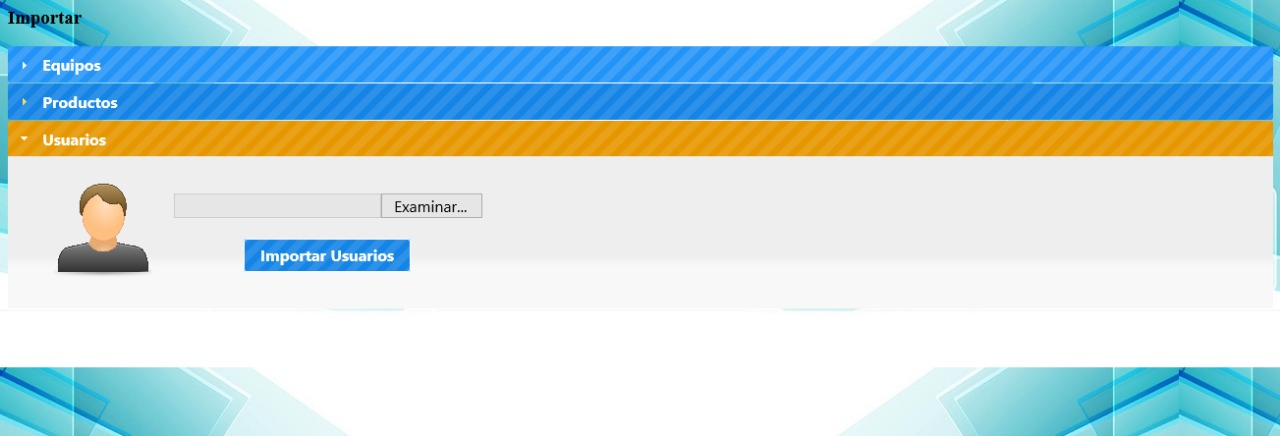 Importar
Equipos
Productos
Usuarios
Examinar...
Importar Usuarios